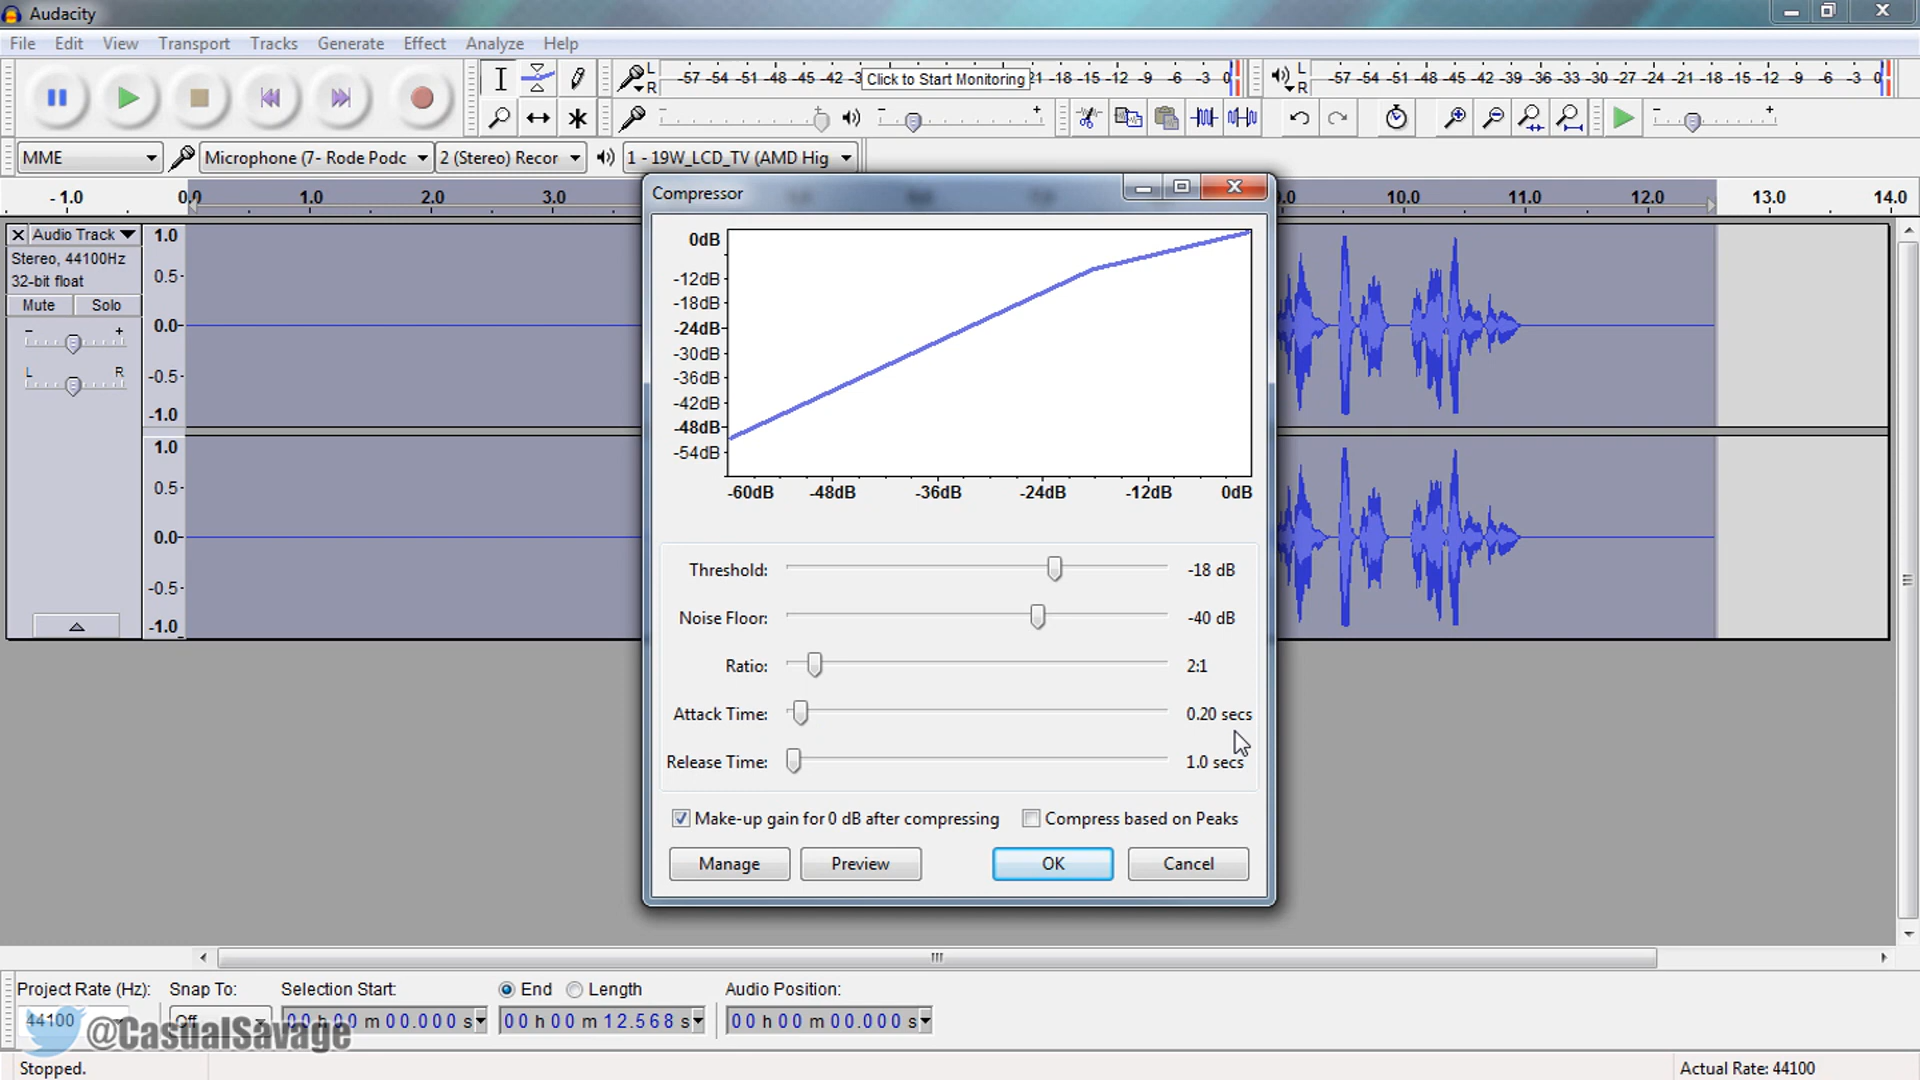 Audacity
File Edit View Transport Tracks Generate Effect Analyze Help
L
R
-57 -54 -51 -48 -45 -42 Click to Start Monitoring 21 -18 -15 -12 -9 -6 -3 0
L
R
-57 -54 -51 -48 -45 -42 -39 -36 -33 -30 -27 -24 -21 -18 -15 -12 -9 -6 -3 0
MME
Microphone (7- Rode Podc
2 (Stereo) Recor
1 - 19W_LCD_TV (AMD Hig
-1.0 0.0 1.0 2.0 3.0 10.0 11.0 12.0 13.0 14.0
Audio Track
Stereo, 44100Hz
32-bit float
Mute Solo
- +
L R
1.0
0.5-
0.0-
-0.5-
-1.0
1.0
0.5-
0.0-
-0.5-
-1.0
Compressor
0dB
-12dB
-18dB
-24dB
-30dB
-36dB
-42dB
-48dB
-54dB
-60dB -48dB -36dB -24dB -12dB 0dB
Threshold: -18 dB
Noise Floor: -40 dB
Ratio: 2:1
Attack Time: 0.20 secs
Release Time: 1.0 secs
Make-up gain for 0 dB after compressing Compress based on Peaks
Manage Preview OK Cancel
Project Rate (Hz): Snap To: Selection Start: End Length Audio Position:
44100 Off 00 h 00 m 00.000 s 00 h 00 m 12.568 s 00 h 00 m 00.000 s
@CasualSavage
Stopped. Actual Rate: 44100